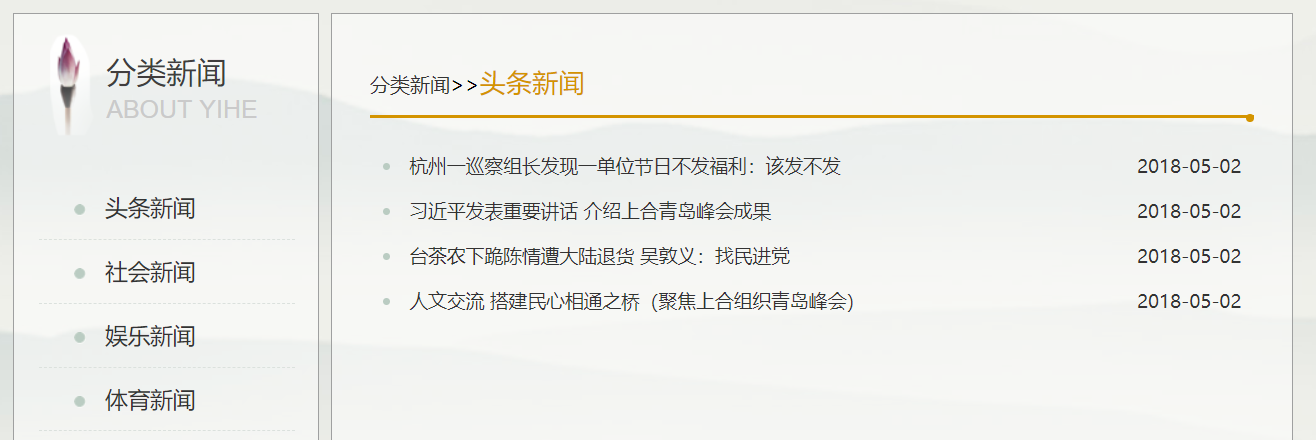 分类新闻
ABOUT YIHE
头条新闻
社会新闻
娱乐新闻
体育新闻
分类新闻>>头条新闻
杭州一巡察组长发现一单位节日不发福利：该发不发 2018-05-02
习近平发表重要讲话 介绍上合青岛峰会成果 2018-05-02
台茶农下跪陈情遭大陆退货 吴敦义：找民进党 2018-05-02
人文交流 搭建民心相通之桥（聚焦上合组织青岛峰会） 2018-05-02